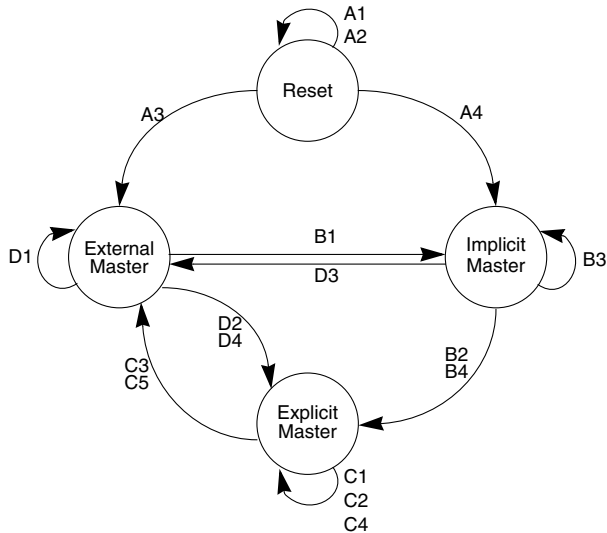 A1
A2
Reset
A3
A4
External
Master
Implicit
Master
D1
B1
D3
B3
D2
D4
B2
B4
C3
C5
Explicit
Master
C1
C2
C4